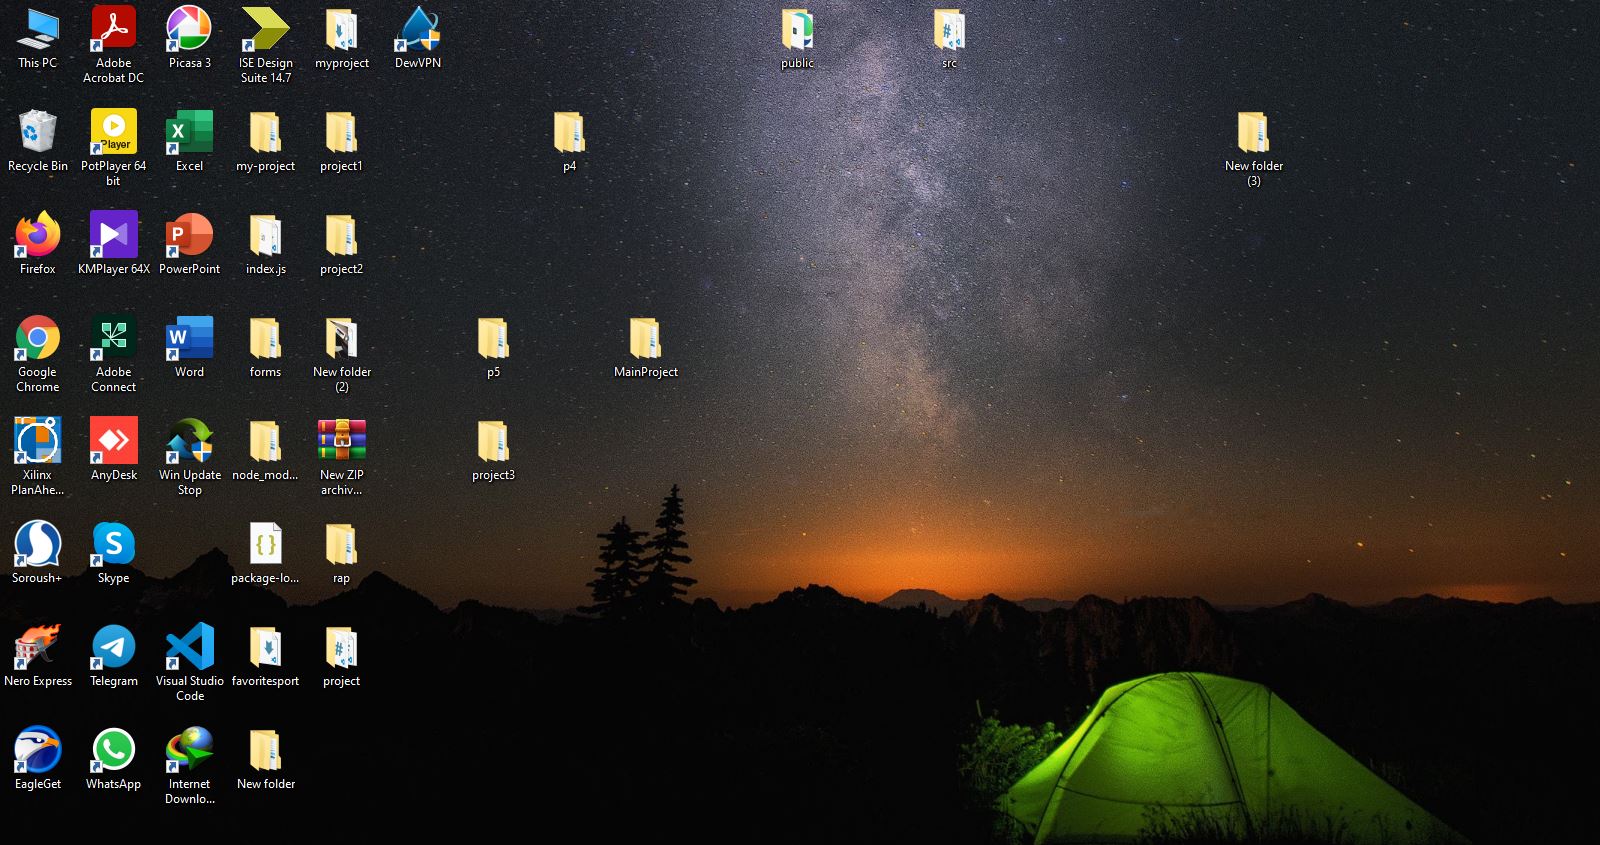 This PC
Adobe
Acrobat DC
Picasa 3
ISE Design
Suite 14.7
myproject
DewVPN
public
src
Recycle Bin
Player
PotPlayer 64
bit
X
Excel
my-project
project1
p4
New folder
(3)
Firefox
KMPlayer 64X
P
PowerPoint
index.js
project2
Google
Chrome
Adobe
Connect
W
Word
forms
New folder
(2)
p5
MainProject
Xilinx
PlanAhe...
AnyDesk
Win Update
Stop
node_mod...
New ZIP
archiv...
project3
Soroush+
S
Skype
{ }
package-lo...
rap
Nero Express
Telegram
Visual Studio
Code
favoritesport
#
project
EagleGet
WhatsApp
Internet
Downlo...
New folder